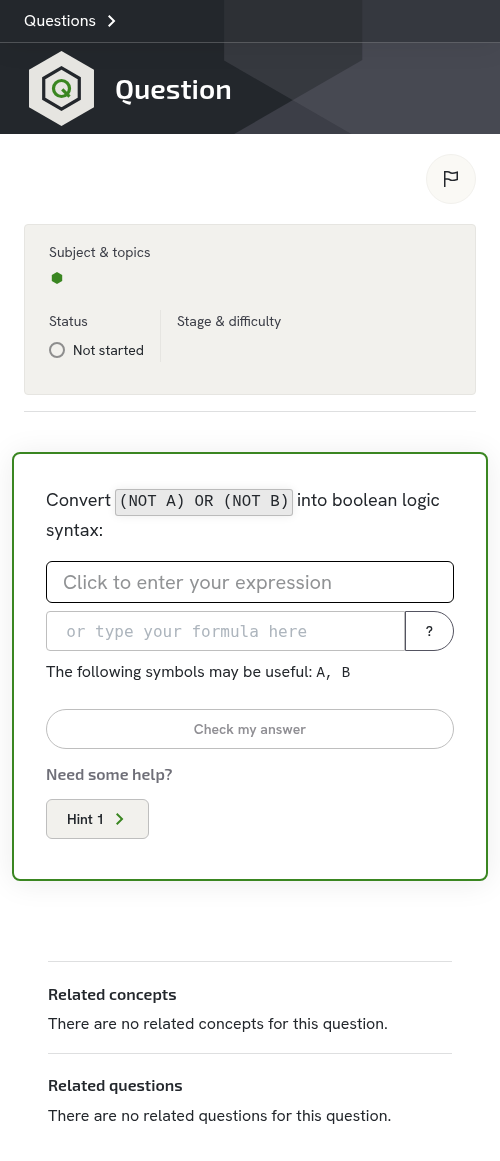 Questions
Question
Subject & topics
Status
Stage & difficulty
Not started
Convert (NOT A) OR (NOT B) into boolean logic
syntax:
Click to enter your expression
or type your formula here
?
The following symbols may be useful: A, B
Check my answer
Need some help?
Hint 1
Related concepts
There are no related concepts for this question.
Related questions
There are no related questions for this question.